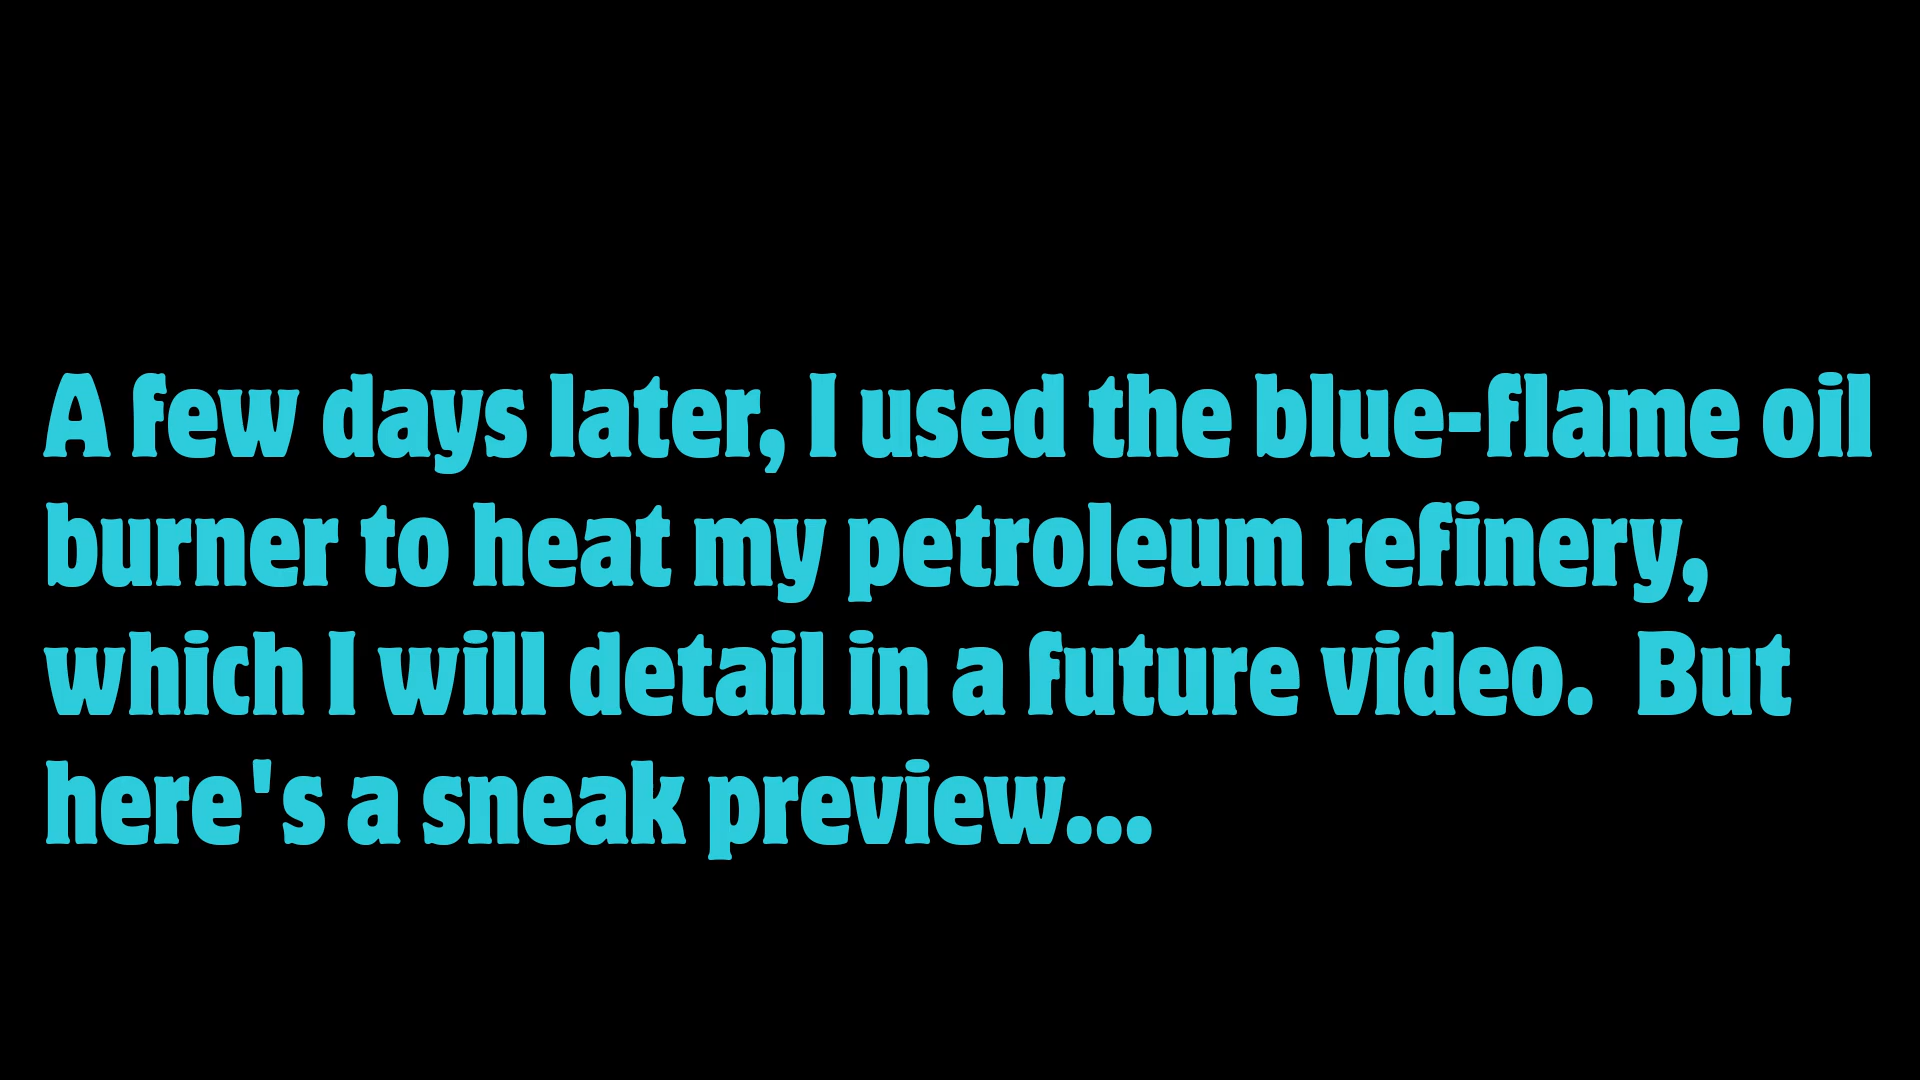 A few days later, I used the blue-flame oil
burner to heat my petroleum refinery,
which I will detail in a future video.  But
here's a sneak preview...